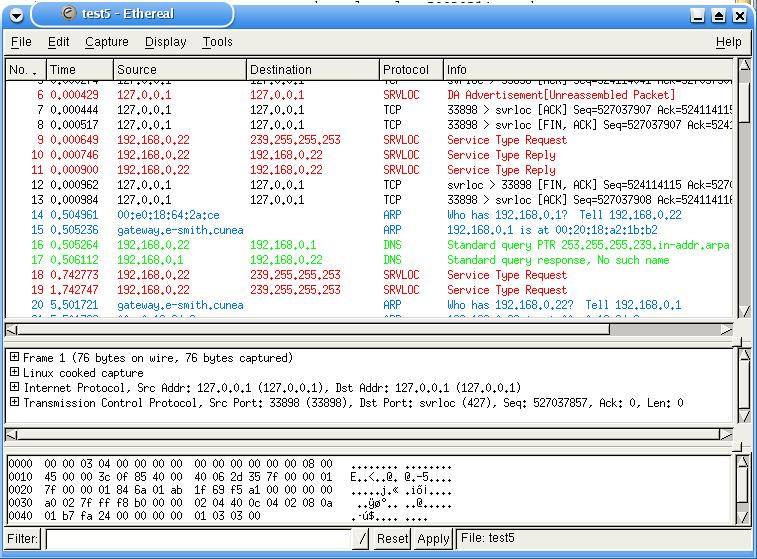 test5 - Ethereal
File Edit Capture Display Tools Help
No. . Time Source Destination Protocol Info
6 0.000429 127.0.0.1 127.0.0.1 SRVLOC DA Advertisement[Unreassembled Packet]
7 0.000444 127.0.0.1 127.0.0.1 TCP 33898 > svrloc [ACK] Seq=527037907 Ack=524114115
8 0.000517 127.0.0.1 127.0.0.1 TCP 33898 > svrloc [FIN, ACK] Seq=527037907 Ack=5241
9 0.000649 192.168.0.22 239.255.255.253 SRVLOC Service Type Request
10 0.000746 192.168.0.22 192.168.0.22 SRVLOC Service Type Reply
11 0.000900 192.168.0.22 192.168.0.22 SRVLOC Service Type Reply
12 0.000962 127.0.0.1 127.0.0.1 TCP svrloc > 33898 [FIN, ACK] Seq=524114115 Ack=5270
13 0.000984 127.0.0.1 127.0.0.1 TCP 33898 > svrloc [ACK] Seq=527037908 Ack=524114116
14 0.504961 00:e0:18:64:2a:ce ARP Who has 192.168.0.1? Tell 192.168.0.22
15 0.505236 gateway.e-smith.cunea ARP 192.168.0.1 is at 00:20:18:a2:1b:b2
16 0.505264 192.168.0.22 192.168.0.1 DNS Standard query PTR 253.255.255.239.in-addr.arpa
17 0.506112 192.168.0.1 192.168.0.22 DNS Standard query response, No such name
18 0.742773 192.168.0.22 239.255.255.253 SRVLOC Service Type Request
19 1.742747 192.168.0.22 239.255.255.253 SRVLOC Service Type Request
20 5.501721 gateway.e-smith.cunea ARP Who has 192.168.0.22? Tell 192.168.0.1
Frame 1 (76 bytes on wire, 76 bytes captured)
Linux cooked capture
Internet Protocol, Src Addr: 127.0.0.1 (127.0.0.1), Dst Addr: 127.0.0.1 (127.0.0.1)
Transmission Control Protocol, Src Port: 33898 (33898), Dst Port: svrloc (427), Seq: 527037857, Ack: 0, Len: 0
0000 00 00 03 04 00 00 00 00 00 00 00 00 00 00 08 00 ........ ........
0010 45 00 00 3c 0f 85 40 00 40 06 2d 35 7f 00 00 01 E..<..@. @.-5....
0020 7f 00 00 01 84 6a 01 ab 1f 69 f5 a1 00 00 00 00 .....j.« .iõi....
0030 a0 02 7f ff f8 b0 00 00 02 04 40 0c 04 02 08 0a ..ÿø°.. ..@.....
0040 01 b7 fa 24 00 00 00 00 01 03 03 00 .·ú$.... ....
Filter: / Reset Apply File: test5